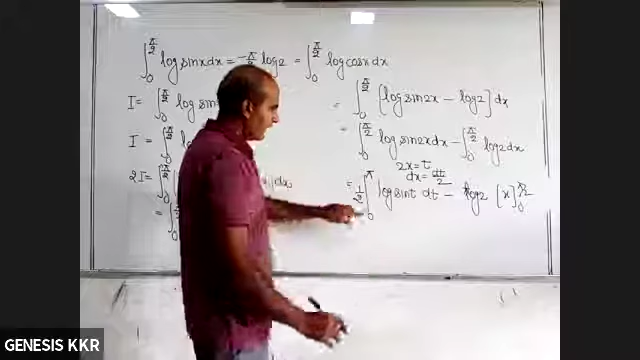 ∫₀^{π/2} log sinx dx = -π/2 log2 = ∫₀^{π/2} log cosx dx
I = ∫₀^{π/2} log sin
I = ∫₀^{π/2}
2I = ∫₀^{π/2} dx
= ∫₀
= ∫₀^{π/2} [log sin2x - log2] dx
= ∫₀^{π/2} log sin2x dx - ∫₀^{π/2} log2 dx
2x = t
dx = dt/2
= 1/2 ∫₀^{π} log sint dt - log2 [x]₀^{π/2}
GENESIS KKR